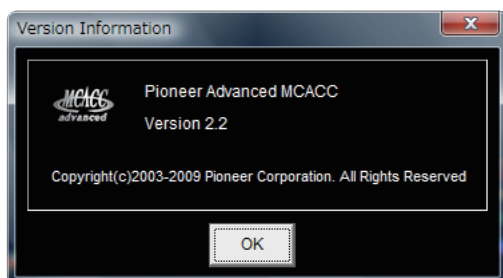 Version Information
MCACC
advanced
Pioneer Advanced MCACC
Version 2.2
Copyright(c)2003-2009 Pioneer Corporation. All Rights Reserved
OK